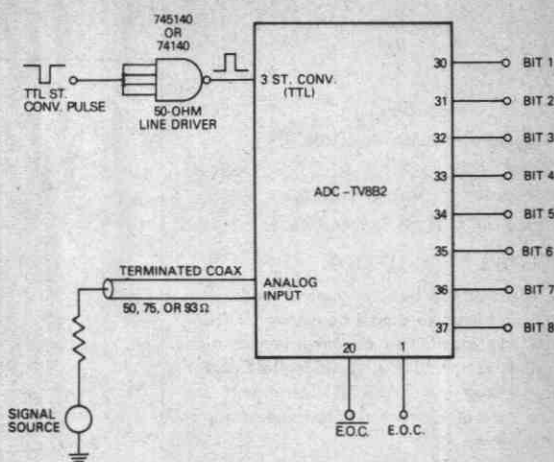 745140
OR
74140
TTL ST.
CONV. PULSE
50-OHM
LINE DRIVER
3 ST. CONV.
(TTL)
ADC-TV8B2
30
BIT 1
31
BIT 2
32
BIT 3
33
BIT 4
34
BIT 5
35
BIT 6
36
BIT 7
37
BIT 8
TERMINATED COAX
50, 75, OR 93Ω
ANALOG
INPUT
SIGNAL
SOURCE
20
1
E.O.C.
E.O.C.